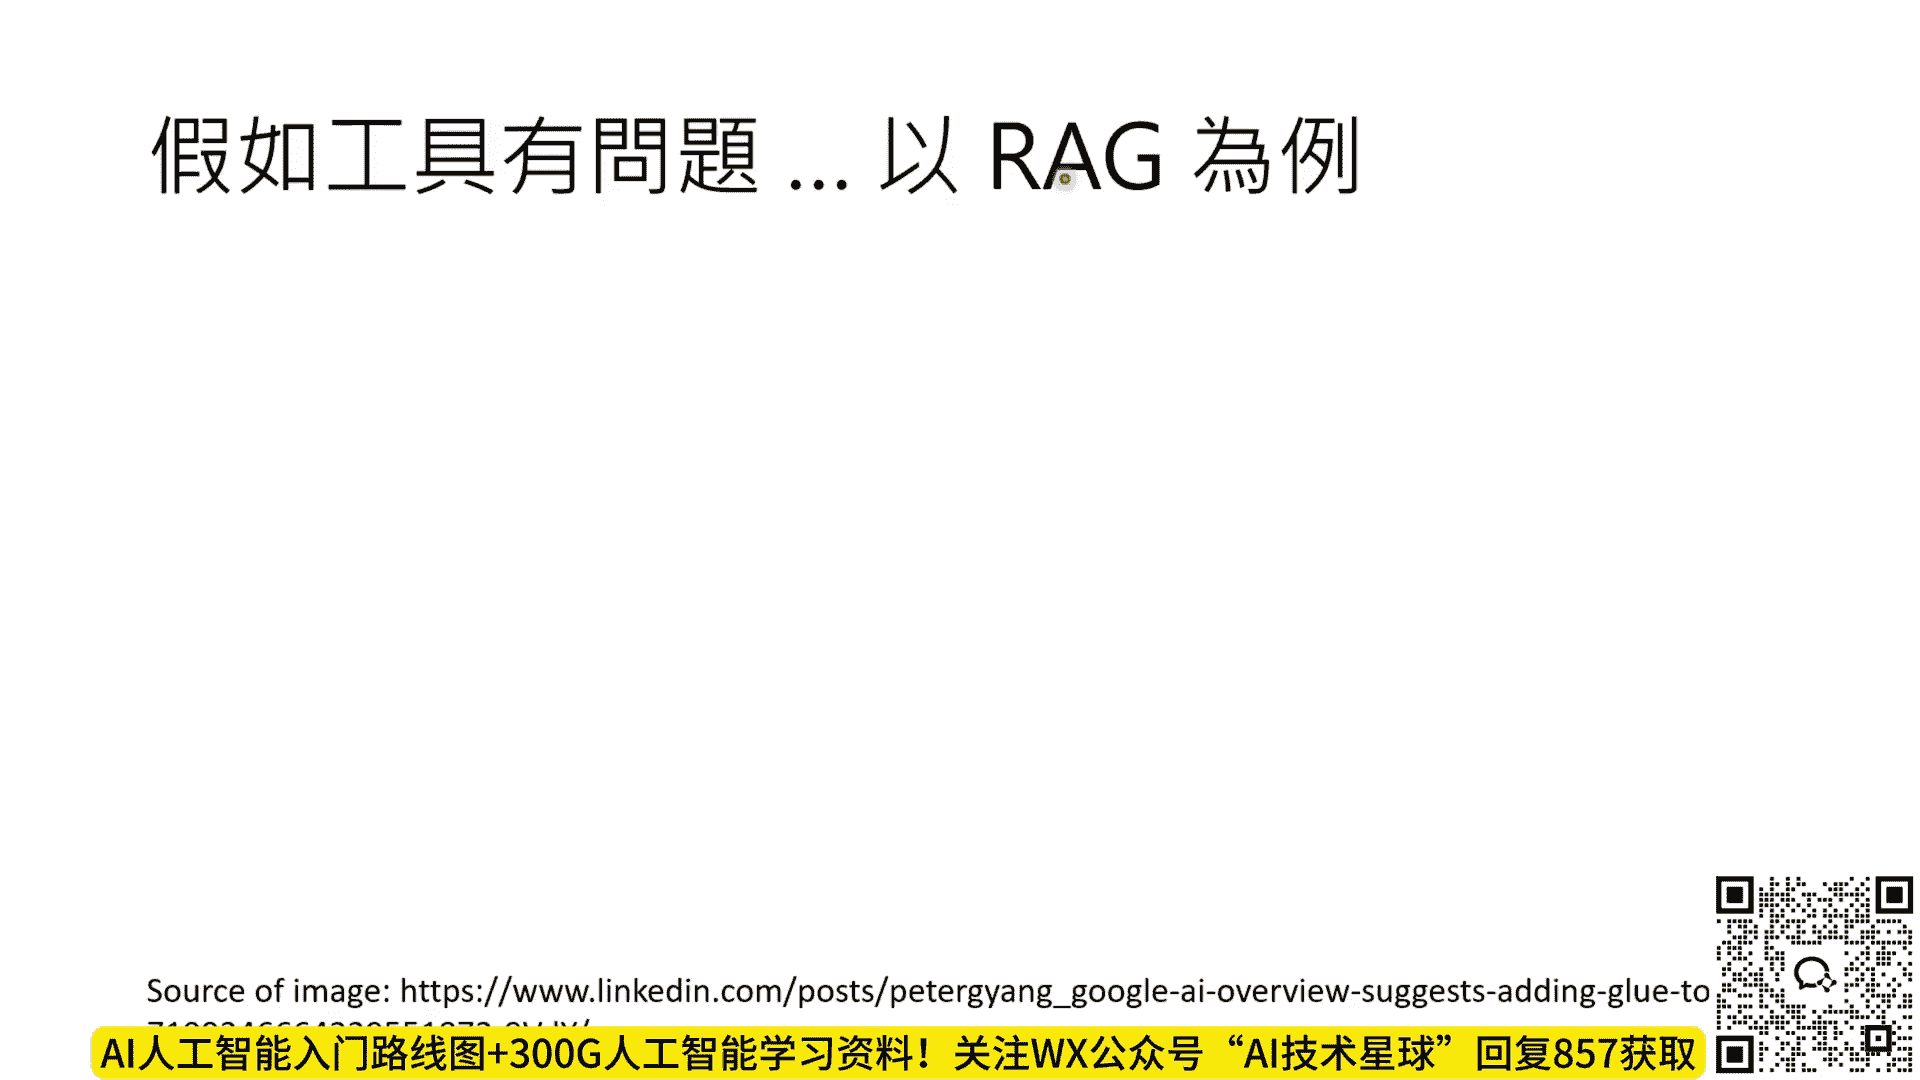 假如工具有問題 ... 以 RAG 為例
Source of image: https://www.linkedin.com/posts/petergyang_google-ai-overview-suggests-adding-glue-to
AI人工智能入门路线图+300G人工智能学习资料！关注WX公众号“AI技术星球”回复857获取